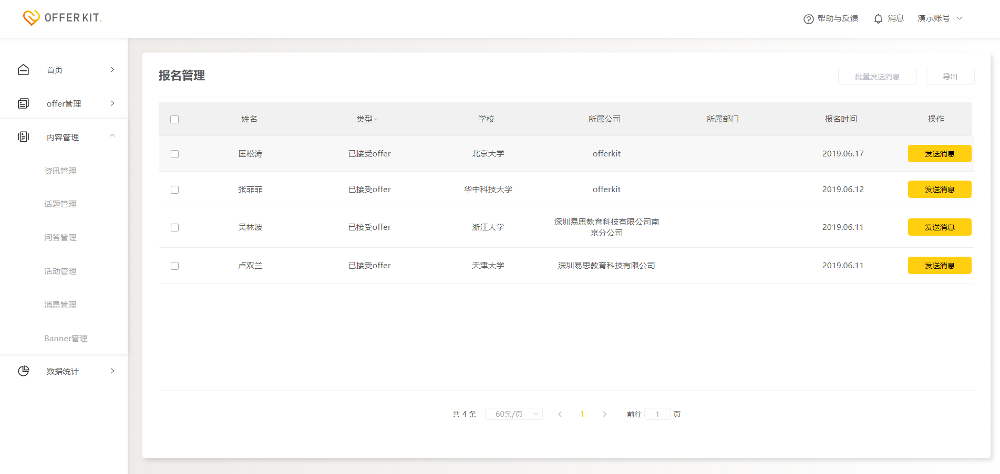 OFFER KIT.
帮助与反馈
消息
演示账号
首页
offer管理
内容管理
资讯管理
话题管理
问答管理
活动管理
消息管理
Banner管理
数据统计
报名管理
批量发送消息
导出
姓名 类型 学校 所属公司 所属部门 报名时间 操作
匡松涛 已接受offer 北京大学 offerkit 2019.06.17 发送消息
张菲菲 已接受offer 华中科技大学 offerkit 2019.06.12 发送消息
吴林波 已接受offer 浙江大学 深圳易思教育科技有限公司南
京分公司 2019.06.11 发送消息
卢双兰 已接受offer 天津大学 深圳易思教育科技有限公司 2019.06.11 发送消息
共 4 条 60条/页 1 前往 1 页